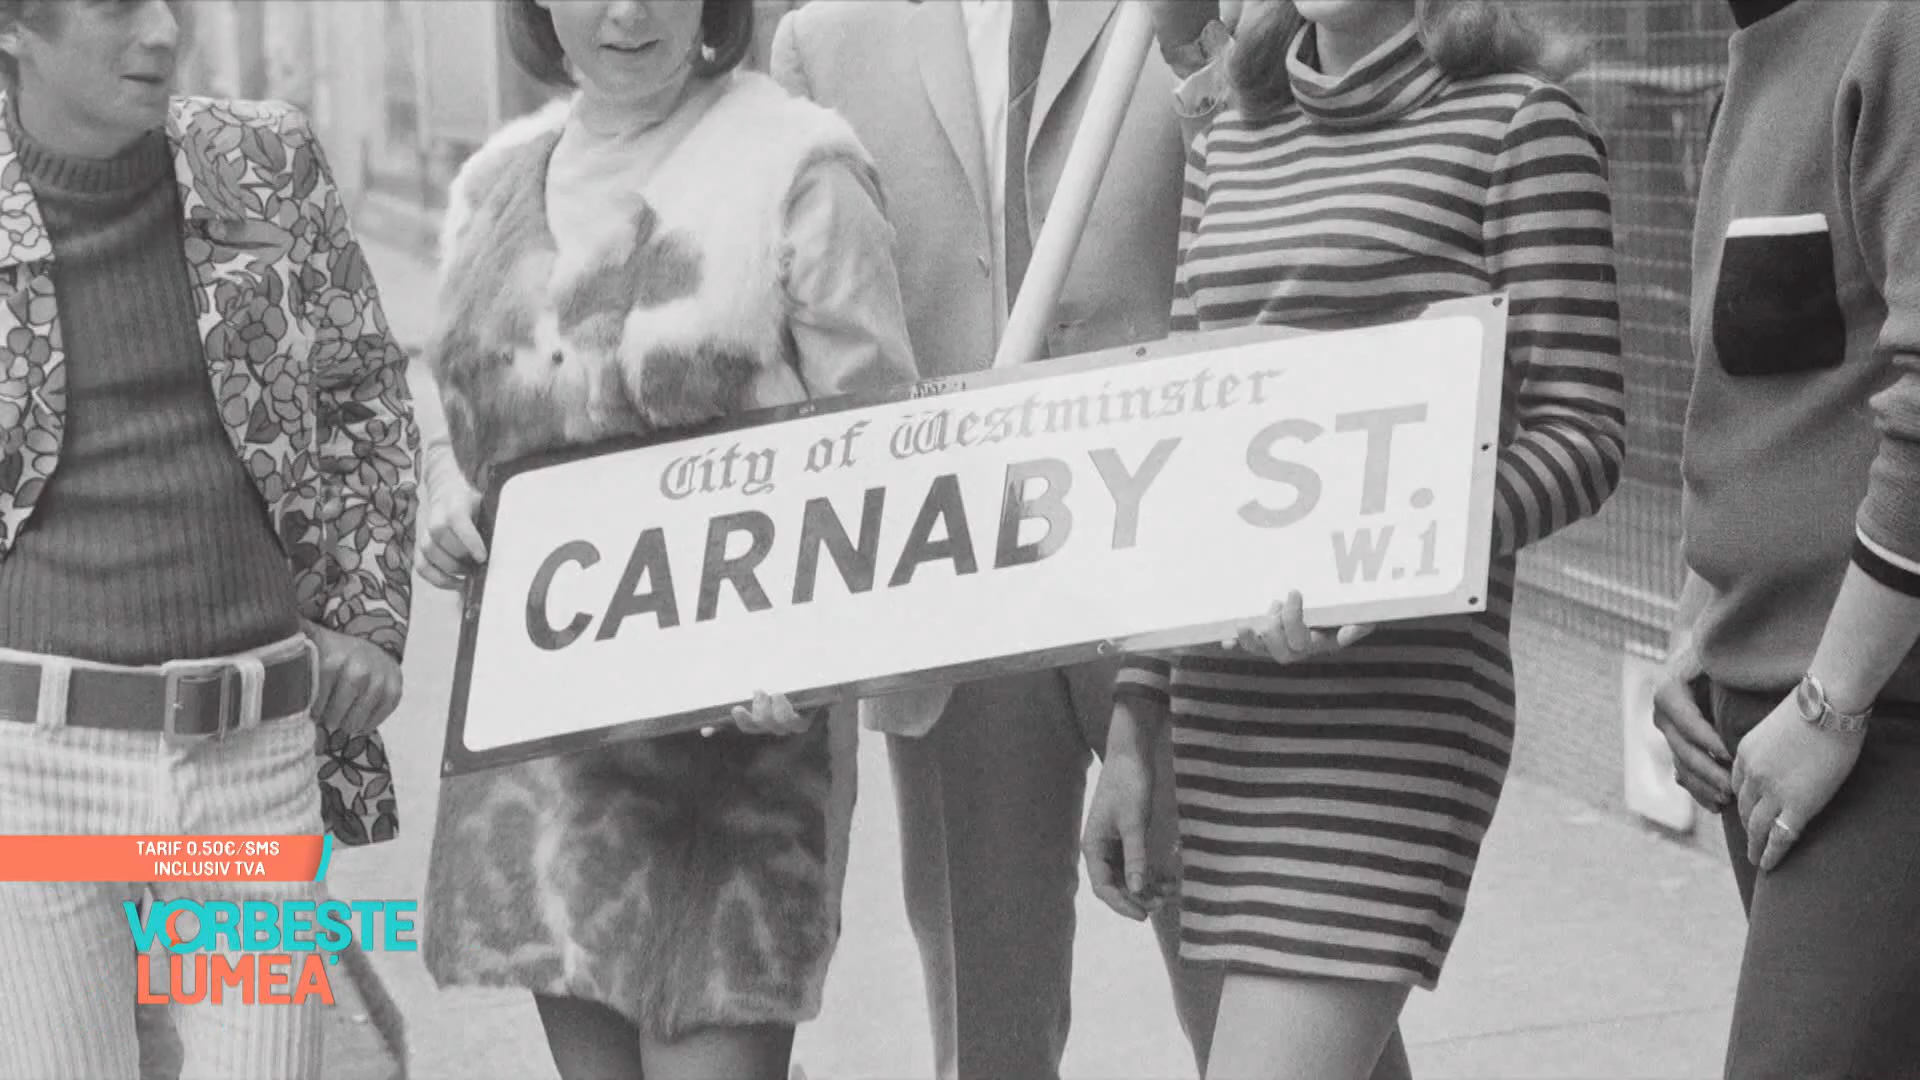 City of Westminster
CARNABY ST.
W.1
TARIF 0.50€/SMS
INCLUSIV TVA
VORBEȘTE
LUMEA